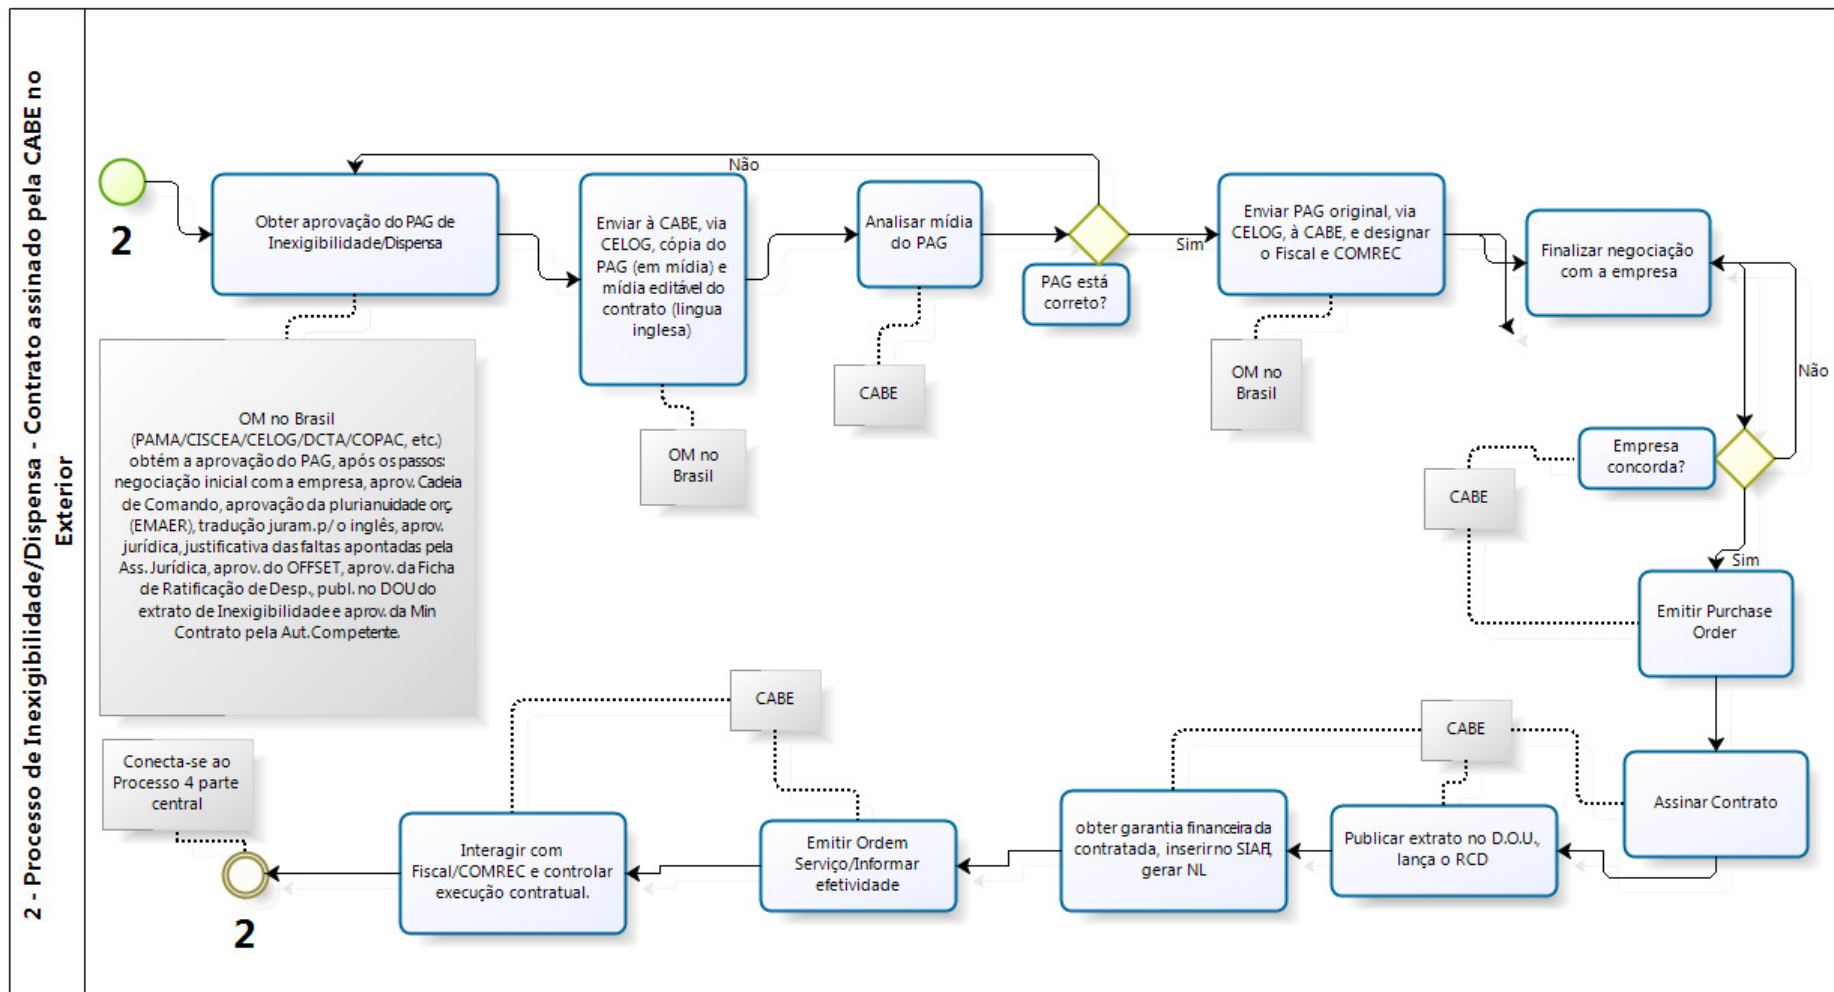 2 - Processo de Inexigibilidade/Dispensa - Contrato assinado pela CABE no
Exterior
2
Obter aprovação do PAG de
Inexigibilidade/Dispensa
Enviar à CABE, via
CELOG, cópia do
PAG (em mídia) e
mídia editável do
contrato (lingua
inglesa)
Analisar mídia
do PAG
Não
PAG está
correto?
Sim
Enviar PAG original, via
CELOG, à CABE, e designar
o Fiscal e COMREC
Finalizar negociação
com a empresa
OM no Brasil
(PAMA/CISCEA/CELOG/DCTA/COPAC, etc.)
obtém a aprovação do PAG, após os passos:
negociação inicial com a empresa, aprov. Cadeia
de Comando, aprovação da plurianuidade orç.
(EMAER), tradução juram.p/ o inglês, aprov.
jurídica, justificativa das faltas apontadas pela
Ass. Jurídica, aprov. do OFFSET, aprov. da Ficha
de Ratificação de Desp., publ. no DOU do
extrato de Inexigibilidade e aprov. da Min
Contrato pela Aut.Competente.
OM no
Brasil
CABE
OM no
Brasil
Não
Empresa
concorda?
CABE
Sim
Emitir Purchase
Order
Assinar Contrato
CABE
Publicar extrato no D.O.U.,
lança o RCD
obter garantia financeira da
contratada, inserir no SIAFI,
gerar NL
CABE
Emitir Ordem
Serviço/Informar
efetividade
Interagir com
Fiscal/COMREC e controlar
execução contratual.
Conecta-se ao
Processo 4 parte
central
2